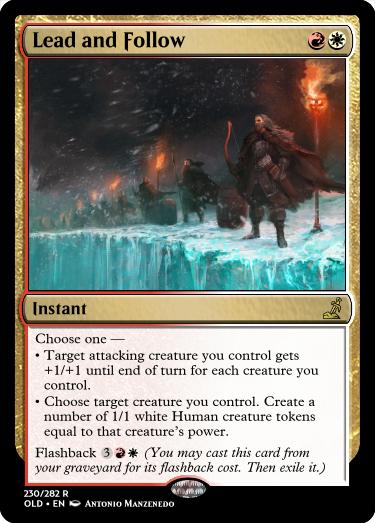 Lead and Follow
Instant
Choose one —
• Target attacking creature you control gets
+1/+1 until end of turn for each creature you
control.
• Choose target creature you control. Create a
number of 1/1 white Human creature tokens
equal to that creature's power.
Flashback 3 (You may cast this card from
your graveyard for its flashback cost. Then exile it.)
230/282 R
OLD • EN Antonio Manzenedo